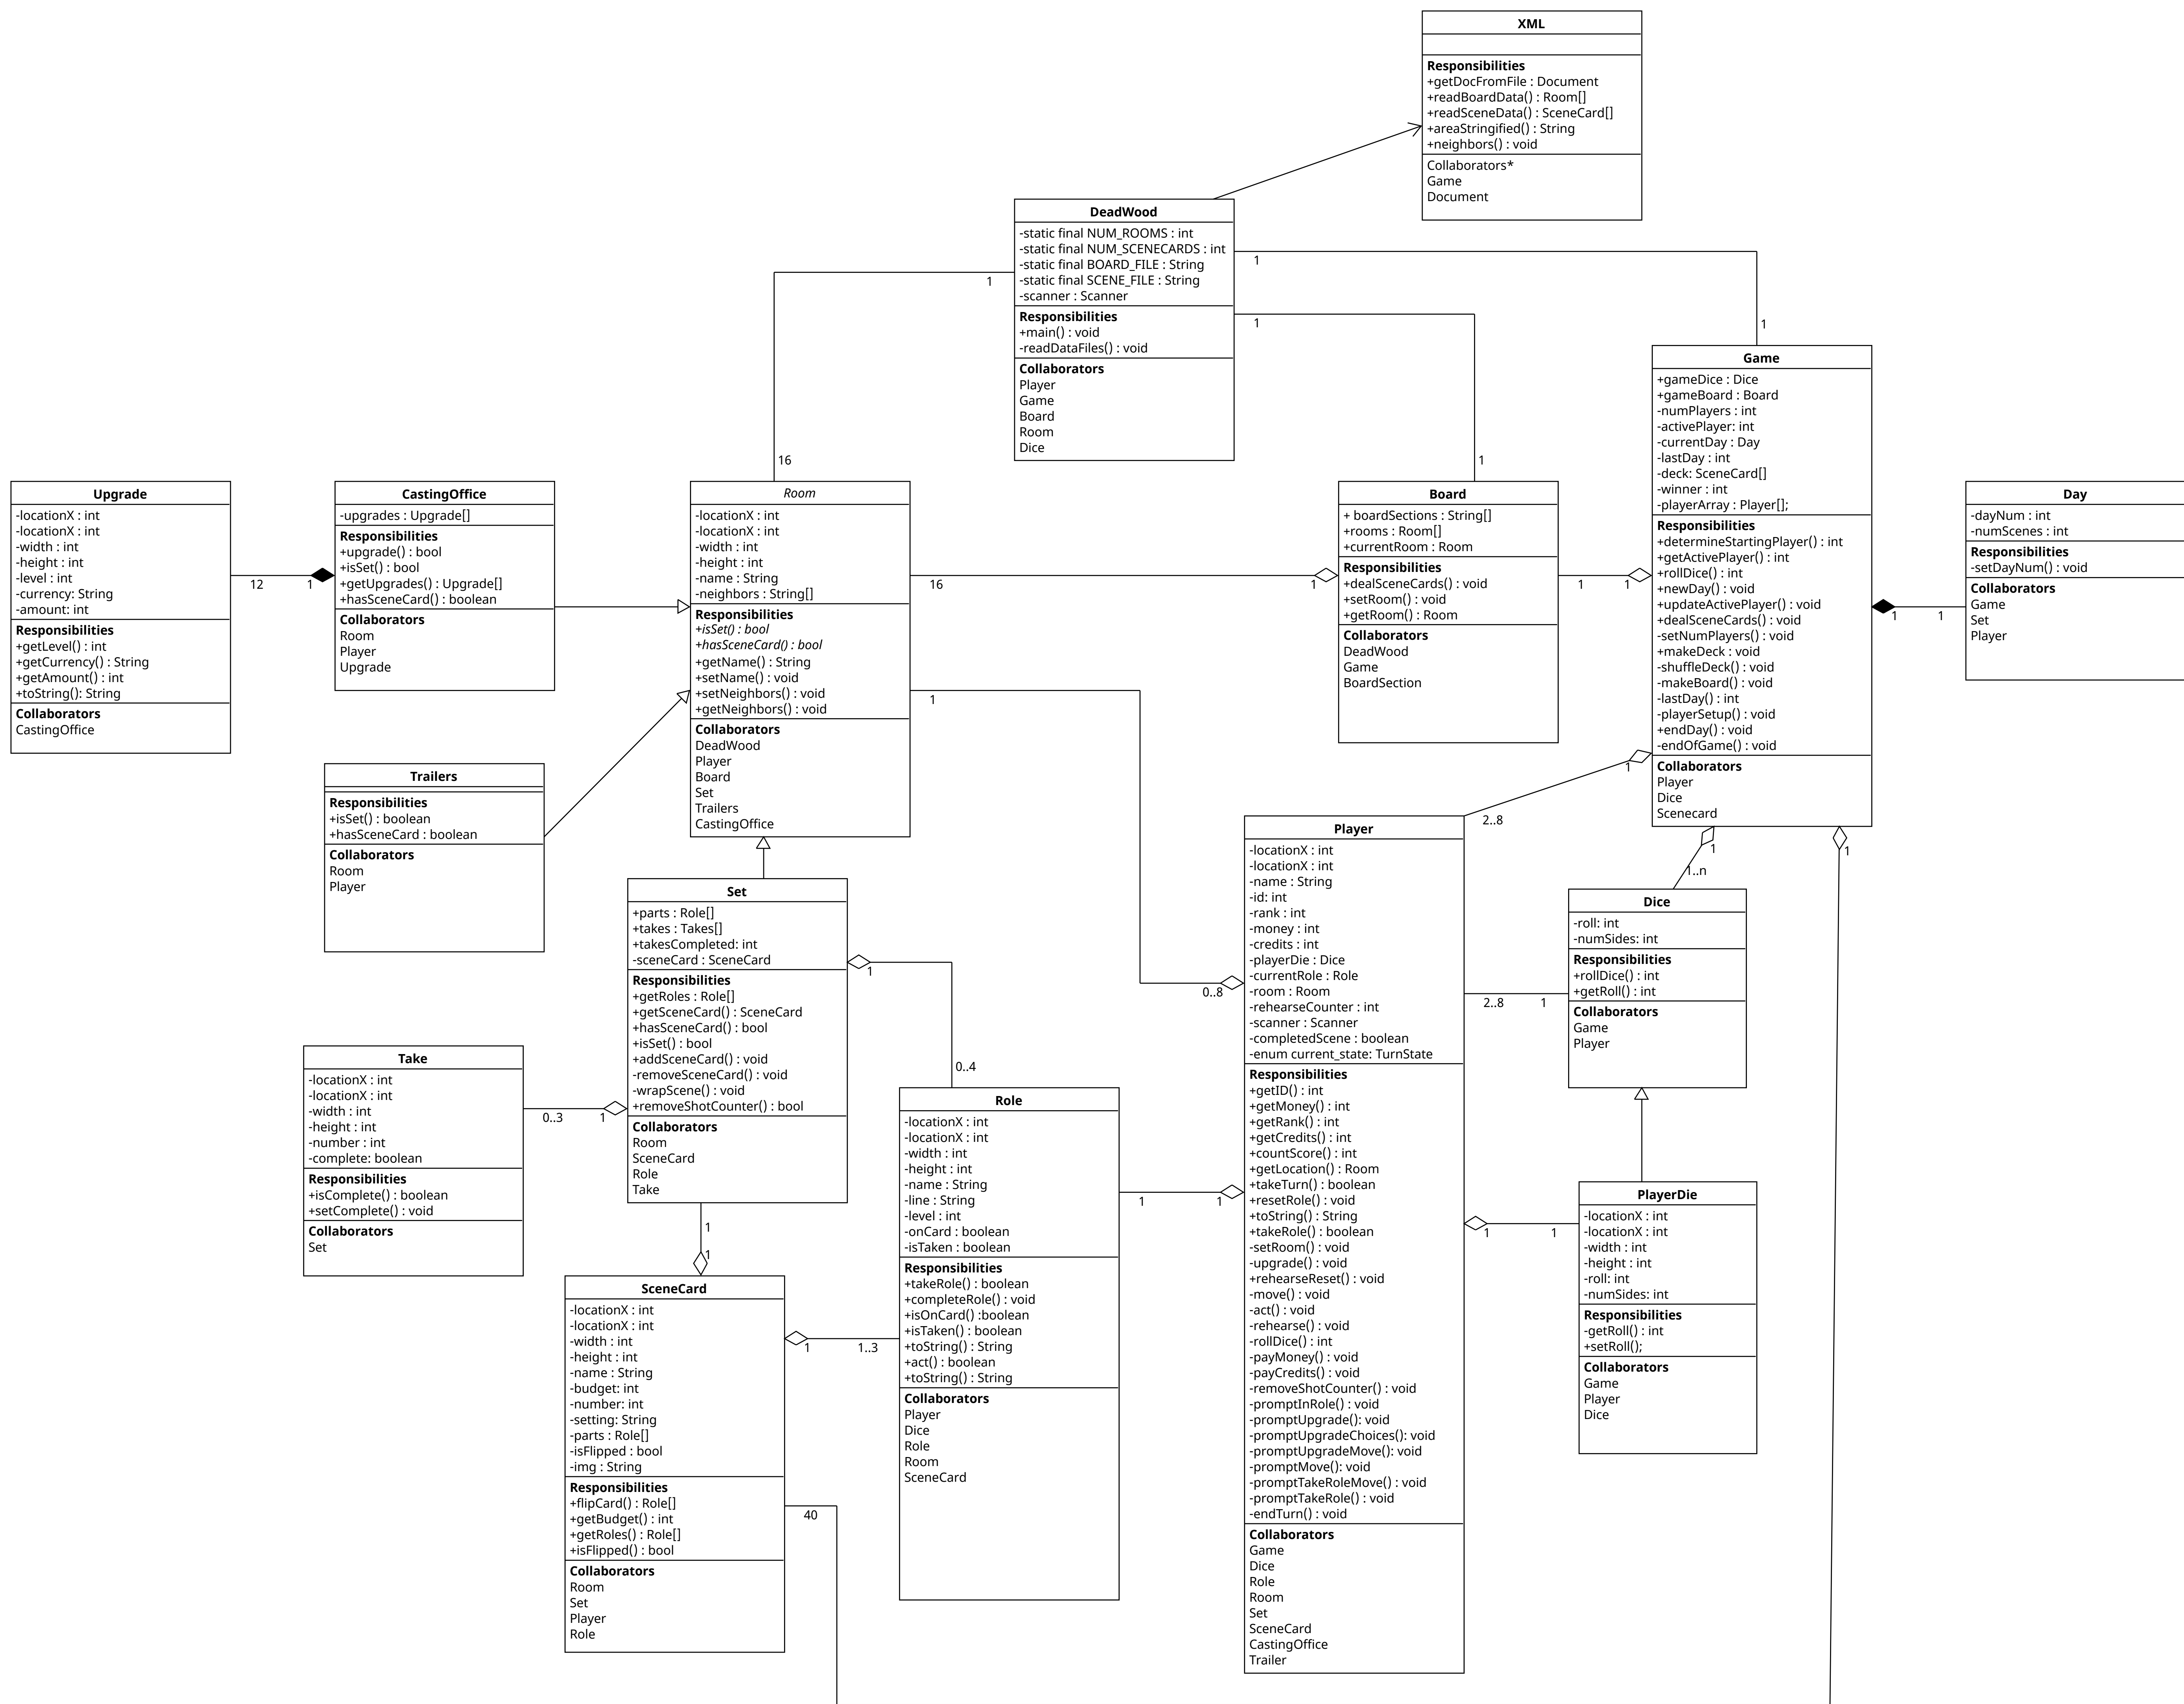 XML
Responsibilities
+getDocFromFile : Document
+readBoardData() : Room[]
+readSceneData() : SceneCard[]
+areaStringified() : String
+neighbors() : void
Collaborators*
Game
Document
DeadWood
-static final NUM_ROOMS : int
-static final NUM_SCENECARDS : int
-static final BOARD_FILE : String
-static final SCENE_FILE : String
-scanner : Scanner
Responsibilities
+main() : void
-readDataFiles() : void
Collaborators
Player
Game
Board
Room
Dice
1
16
1
1
1
1
Game
+gameDice : Dice
+gameBoard : Board
-numPlayers : int
-activePlayer: int
-currentDay : Day
-lastDay : int
-deck: SceneCard[]
-winner : int
-playerArray : Player[];
Responsibilities
+determineStartingPlayer() : int
+getActivePlayer() : int
+rollDice() : int
+newDay() : void
+updateActivePlayer() : void
+dealSceneCards() : void
-setNumPlayers() : void
+makeDeck : void
-shuffleDeck() : void
-makeBoard() : void
-lastDay() : int
-playerSetup() : void
+endDay() : void
-endOfGame() : void
Collaborators
Player
Dice
Scenecard
Upgrade
-locationX : int
-locationX : int
-width : int
-height : int
-level : int
-currency: String
-amount: int
Responsibilities
+getLevel() : int
+getCurrency() : String
+getAmount() : int
+toString(): String
Collaborators
CastingOffice
12
1
CastingOffice
-upgrades : Upgrade[]
Responsibilities
+upgrade() : bool
+isSet() : bool
+getUpgrades() : Upgrade[]
+hasSceneCard() : boolean
Collaborators
Room
Player
Upgrade
Room
-locationX : int
-locationX : int
-width : int
-height : int
-name : String
-neighbors : String[]
Responsibilities
+isSet() : bool
+hasSceneCard() : bool
+getName() : String
+setName() : void
+setNeighbors() : void
+getNeighbors() : void
Collaborators
DeadWood
Player
Board
Set
Trailers
CastingOffice
16
1
1
Board
+ boardSections : String[]
+rooms : Room[]
+currentRoom : Room
Responsibilities
+dealSceneCards() : void
+setRoom() : void
+getRoom() : Room
Collaborators
DeadWood
Game
BoardSection
1
1
1
1
Day
-dayNum : int
-numScenes : int
Responsibilities
-setDayNum() : void
Collaborators
Game
Set
Player
Trailers
Responsibilities
+isSet() : boolean
+hasSceneCard : boolean
Collaborators
Room
Player
1
2..8
1
1..n
1
Set
+parts : Role[]
+takes : Takes[]
+takesCompleted: int
-sceneCard : SceneCard
Responsibilities
+getRoles : Role[]
+getSceneCard() : SceneCard
+hasSceneCard() : bool
+isSet() : bool
+addSceneCard() : void
-removeSceneCard() : void
-wrapScene() : void
+removeShotCounter() : bool
Collaborators
Room
SceneCard
Role
Take
1
0..4
Player
-locationX : int
-locationX : int
-name : String
-id: int
-rank : int
-money : int
-credits : int
-playerDie : Dice
-currentRole : Role
-room : Room
-rehearseCounter : int
-scanner : Scanner
-completedScene : boolean
-enum current_state: TurnState
Responsibilities
+getID() : int
+getMoney() : int
+getRank() : int
+getCredits() : int
+countScore() : int
+getLocation() : Room
+takeTurn() : boolean
+resetRole() : void
+toString() : String
+takeRole() : boolean
-setRoom() : void
-upgrade() : void
+rehearseReset() : void
-move() : void
-act() : void
-rehearse() : void
-rollDice() : int
-payMoney() : void
-payCredits() : void
-removeShotCounter() : void
-promptInRole() : void
-promptUpgrade(): void
-promptUpgradeChoices(): void
-promptUpgradeMove(): void
-promptMove(): void
-promptTakeRoleMove() : void
-promptTakeRole() : void
-endTurn() : void
Collaborators
Game
Dice
Role
Room
Set
SceneCard
CastingOffice
Trailer
0..8
2..8
1
Dice
-roll: int
-numSides: int
Responsibilities
+rollDice() : int
+getRoll() : int
Collaborators
Game
Player
Take
-locationX : int
-locationX : int
-width : int
-height : int
-number : int
-complete: boolean
Responsibilities
+isComplete() : boolean
+setComplete() : void
Collaborators
Set
0..3
1
1
1
Role
-locationX : int
-locationX : int
-width : int
-height : int
-name : String
-line : String
-level : int
-onCard : boolean
-isTaken : boolean
Responsibilities
+takeRole() : boolean
+completeRole() : void
+isOnCard() :boolean
+isTaken() : boolean
+toString() : String
+act() : boolean
+toString() : String
Collaborators
Player
Dice
Role
Room
SceneCard
1
1
1
1
PlayerDie
-locationX : int
-locationX : int
-width : int
-height : int
-roll: int
-numSides: int
Responsibilities
-getRoll() : int
+setRoll();
Collaborators
Game
Player
Dice
SceneCard
-locationX : int
-locationX : int
-width : int
-height : int
-name : String
-budget: int
-number: int
-setting: String
-parts : Role[]
-isFlipped : bool
-img : String
Responsibilities
+flipCard() : Role[]
+getBudget() : int
+getRoles() : Role[]
+isFlipped() : bool
Collaborators
Room
Set
Player
Role
1
1..3
40